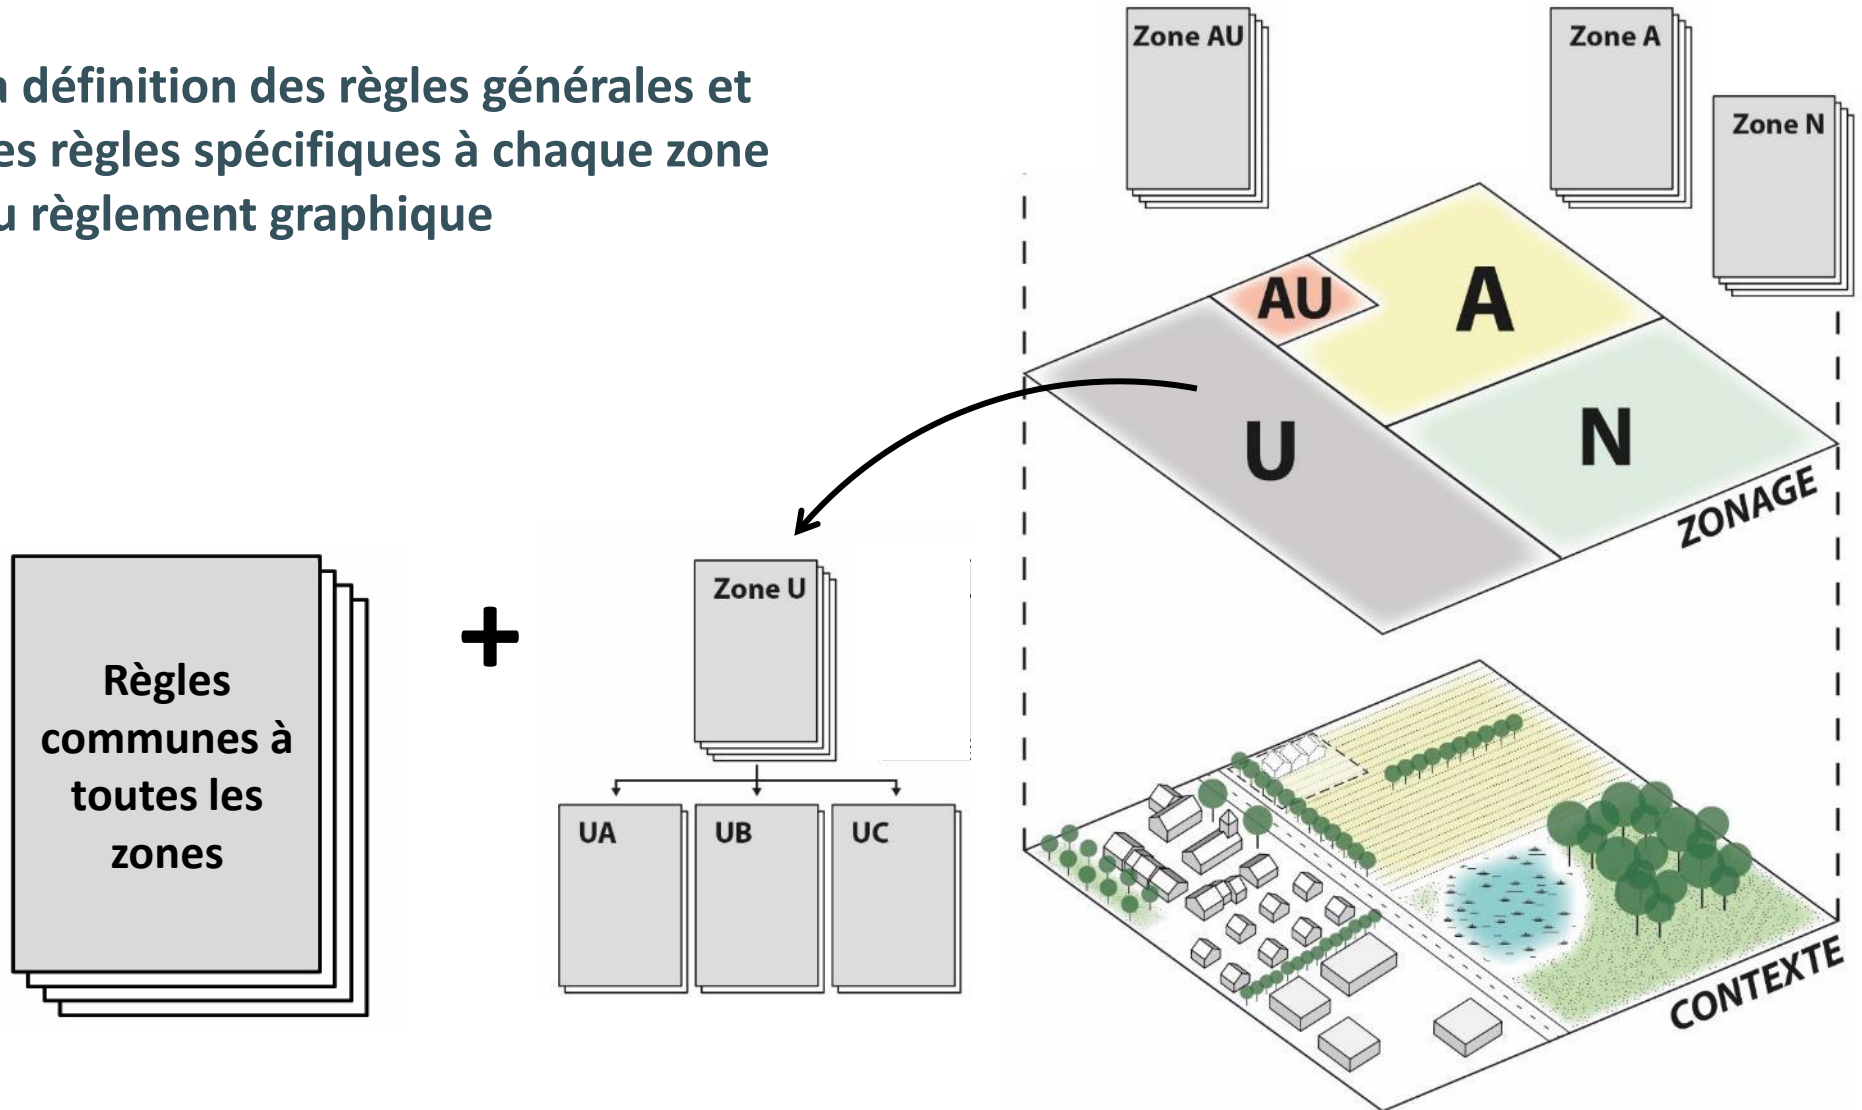 a définition des règles générales et
es règles spécifiques à chaque zone
u règlement graphique
Zone AU
Zone A
Zone N
AU
A
U
N
ZONAGE
Règles
communes à
toutes les
zones
+
Zone U
UA
UB
UC
CONTEXTE